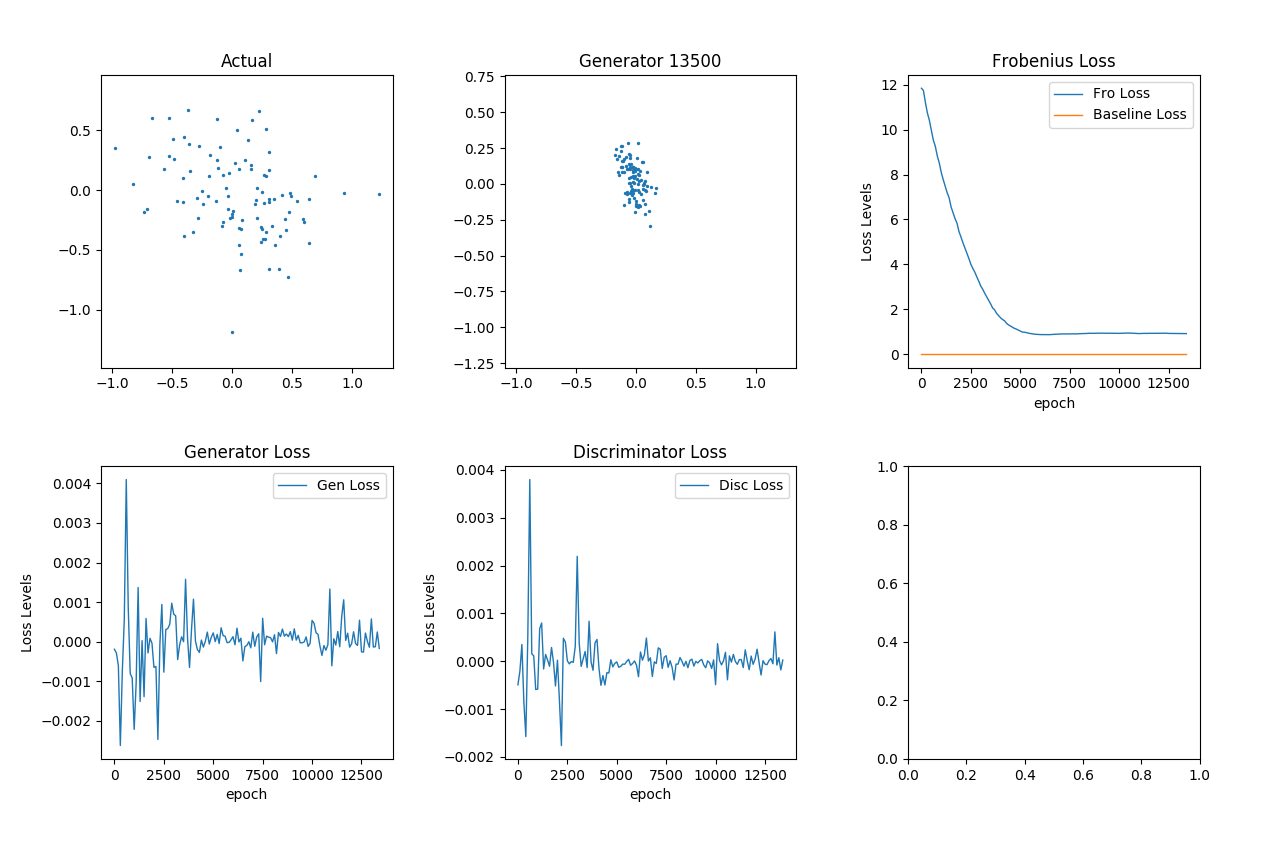 Actual
0.5
0.0
−0.5
−1.0
−1.0 −0.5 0.0 0.5 1.0
Generator 13500
0.75
0.50
0.25
0.00
−0.25
−0.50
−0.75
−1.00
−1.25
−1.0 −0.5 0.0 0.5 1.0
Frobenius Loss
Fro Loss
Baseline Loss
Loss Levels
12
10
8
6
4
2
0
0 2500 5000 7500 10000 12500
epoch
Generator Loss
Gen Loss
Loss Levels
0.004
0.003
0.002
0.001
0.000
−0.001
−0.002
0 2500 5000 7500 10000 12500
epoch
Discriminator Loss
Disc Loss
Loss Levels
0.004
0.003
0.002
0.001
0.000
−0.001
−0.002
0 2500 5000 7500 10000 12500
epoch
1.0
0.8
0.6
0.4
0.2
0.0
0.0 0.2 0.4 0.6 0.8 1.0